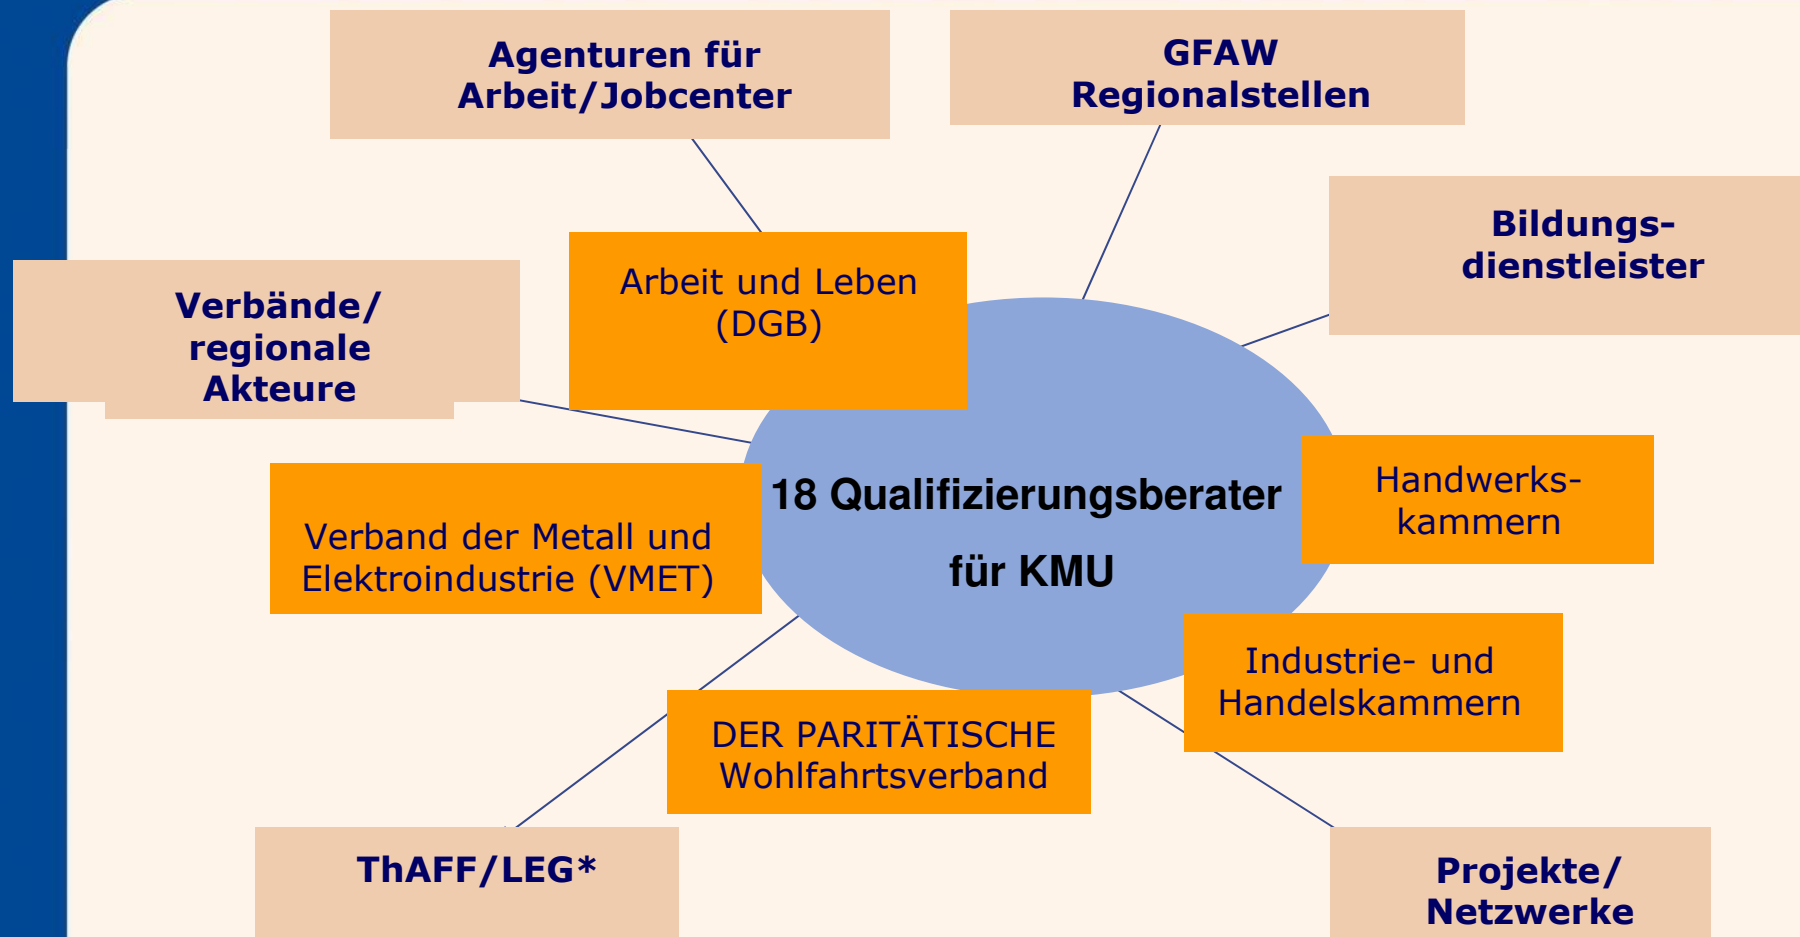 Agenturen für
Arbeit/Jobcenter
GFAW
Regionalstellen
Bildungs-
dienstleister
Verbände/
regionale
Akteure
Arbeit und Leben
(DGB)
18 Qualifizierungsberater
für KMU
Handwerks-
kammern
Verband der Metall und
Elektroindustrie (VMET)
Industrie- und
Handelskammern
DER PARITÄTISCHE
Wohlfahrtsverband
ThAFF/LEG*
Projekte/
Netzwerke